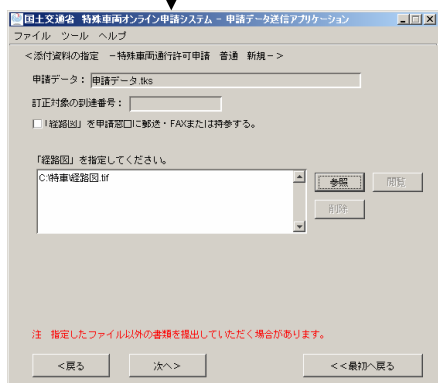 国土交通省 特殊車両オンライン申請システム - 申請データ送信アプリケーション
ファイル ツール ヘルプ
<添付資料の指定 －特殊車両通行許可申請 普通 新規－>
申請データ： 申請データ.tks
訂正対象の到達番号：
「経路図」を申請窓口に郵送・FAXまたは持参する。
「経路図」を指定してください。
C:\特車\経路図.tif
参照 閲覧
削除
注 指定したファイル以外の書類を提出していただく場合があります。
<戻る 次へ> <<最初へ戻る